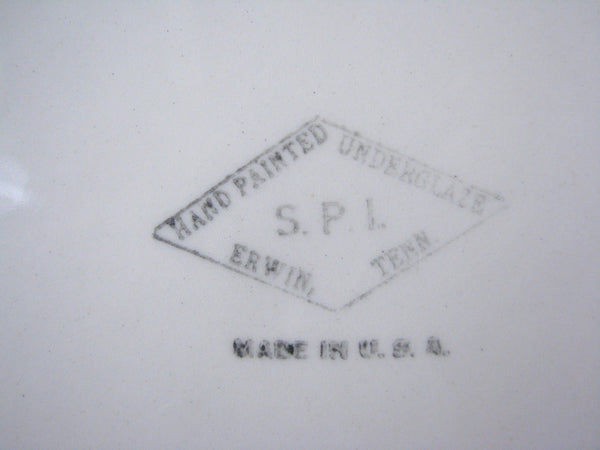 HAND PAINTED UNDERGLAZE
S. P. I.
ERWIN, TENN.
MADE IN U. S. A.